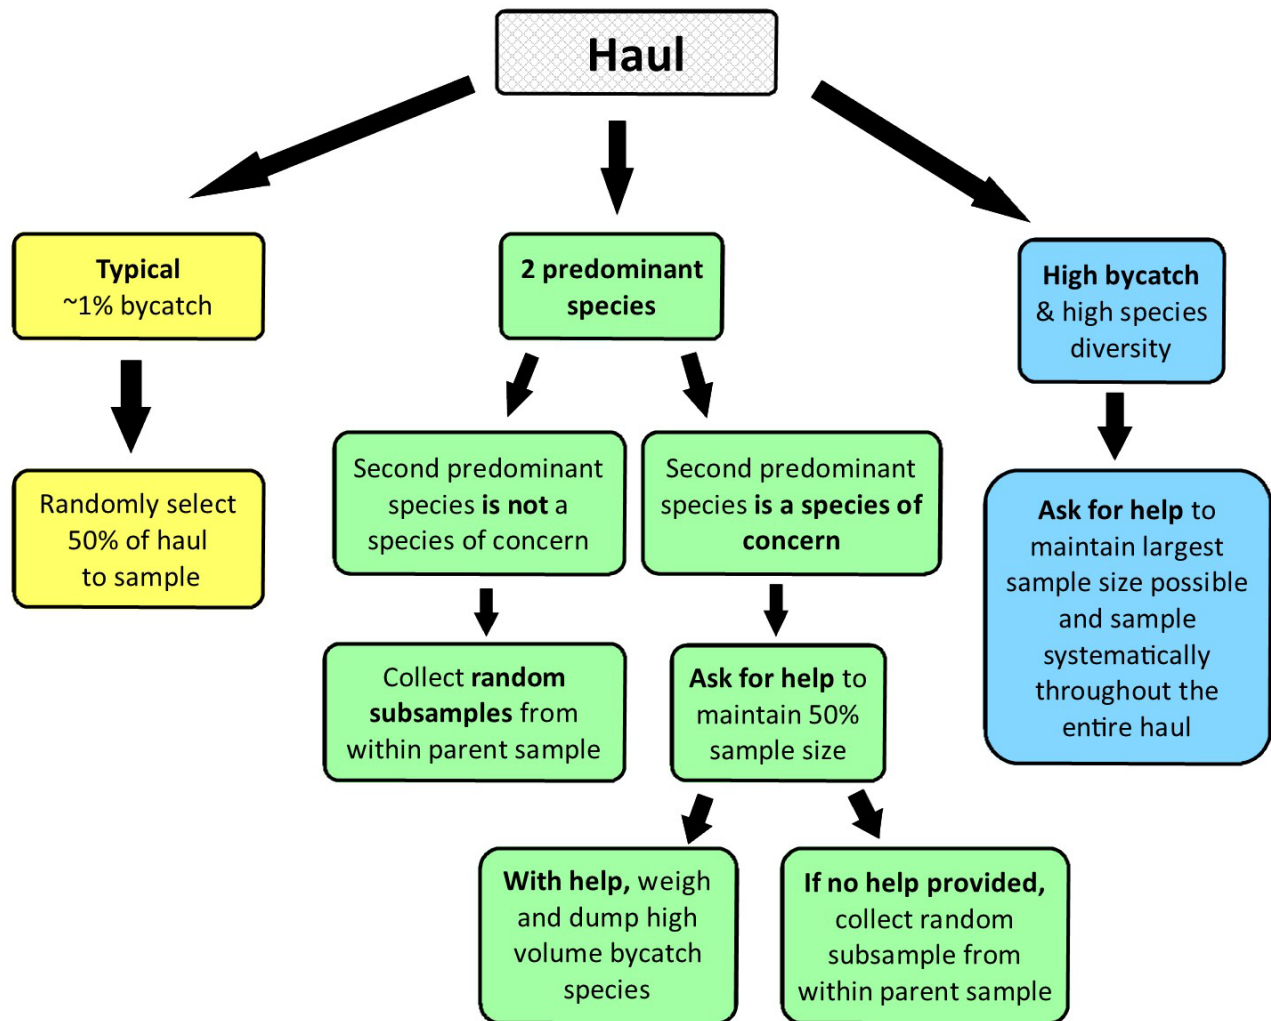 Haul
Typical
~1% bycatch
2 predominant
species
High bycatch
& high species
diversity
Randomly select
50% of haul
to sample
Second predominant
species is not a
species of concern
Second predominant
species is a species of
concern
Ask for help to
maintain largest
sample size possible
and sample
systematically
throughout the
entire haul
Collect random
subsamples from
within parent sample
Ask for help to
maintain 50%
sample size
With help, weigh
and dump high
volume bycatch
species
If no help provided,
collect random
subsample from
within parent sample